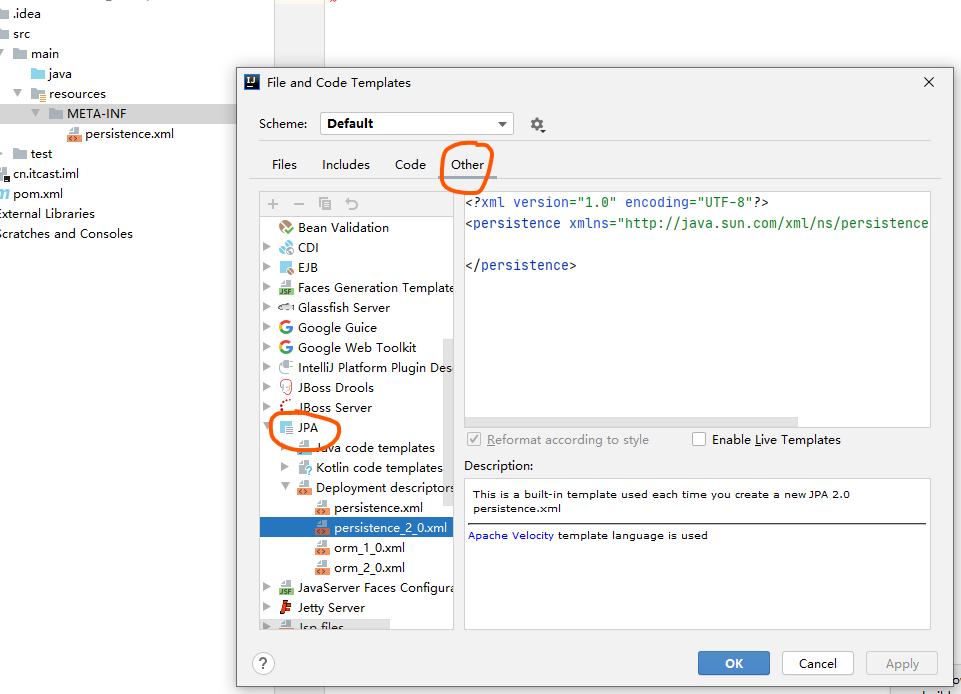 .idea
src
main
java
resources
META-INF
persistence.xml
test
cn.itcast.iml
pom.xml
External Libraries
Scratches and Consoles
File and Code Templates
Scheme:
Default
Files
Includes
Code
Other
Bean Validation
CDI
EJB
Faces Generation Template
Glassfish Server
Google Guice
Google Web Toolkit
IntelliJ Platform Plugin Des
JBoss Drools
JBoss Server
JPA
Java code templates
Kotlin code templates
Deployment descriptors
persistence.xml
persistence_2_0.xml
orm_1_0.xml
orm_2_0.xml
JavaServer Faces Configura
Jetty Server
Jsp files
<?xml version="1.0" encoding="UTF-8"?>
<persistence xmlns="http://java.sun.com/xml/ns/persistence
</persistence>
Reformat according to style
Enable Live Templates
Description:
This is a built-in template used each time you create a new JPA 2.0
persistence.xml
Apache Velocity template language is used
?
OK
Cancel
Apply